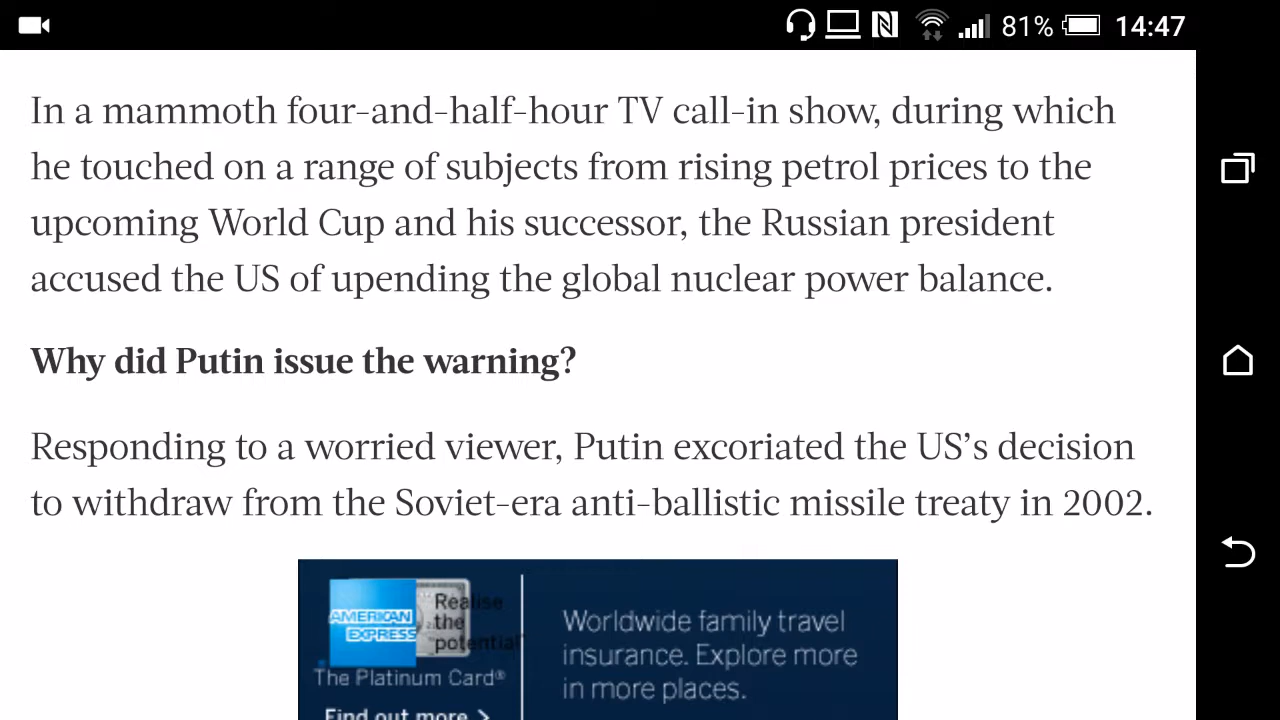 81% 14:47
In a mammoth four-and-half-hour TV call-in show, during which
he touched on a range of subjects from rising petrol prices to the
upcoming World Cup and his successor, the Russian president
accused the US of upending the global nuclear power balance.
Why did Putin issue the warning?
Responding to a worried viewer, Putin excoriated the US’s decision
to withdraw from the Soviet-era anti-ballistic missile treaty in 2002.
AMERICAN
EXPRESS
Realise
the
potential™
The Platinum Card®
Find out more >
Worldwide family travel
insurance. Explore more
in more places.